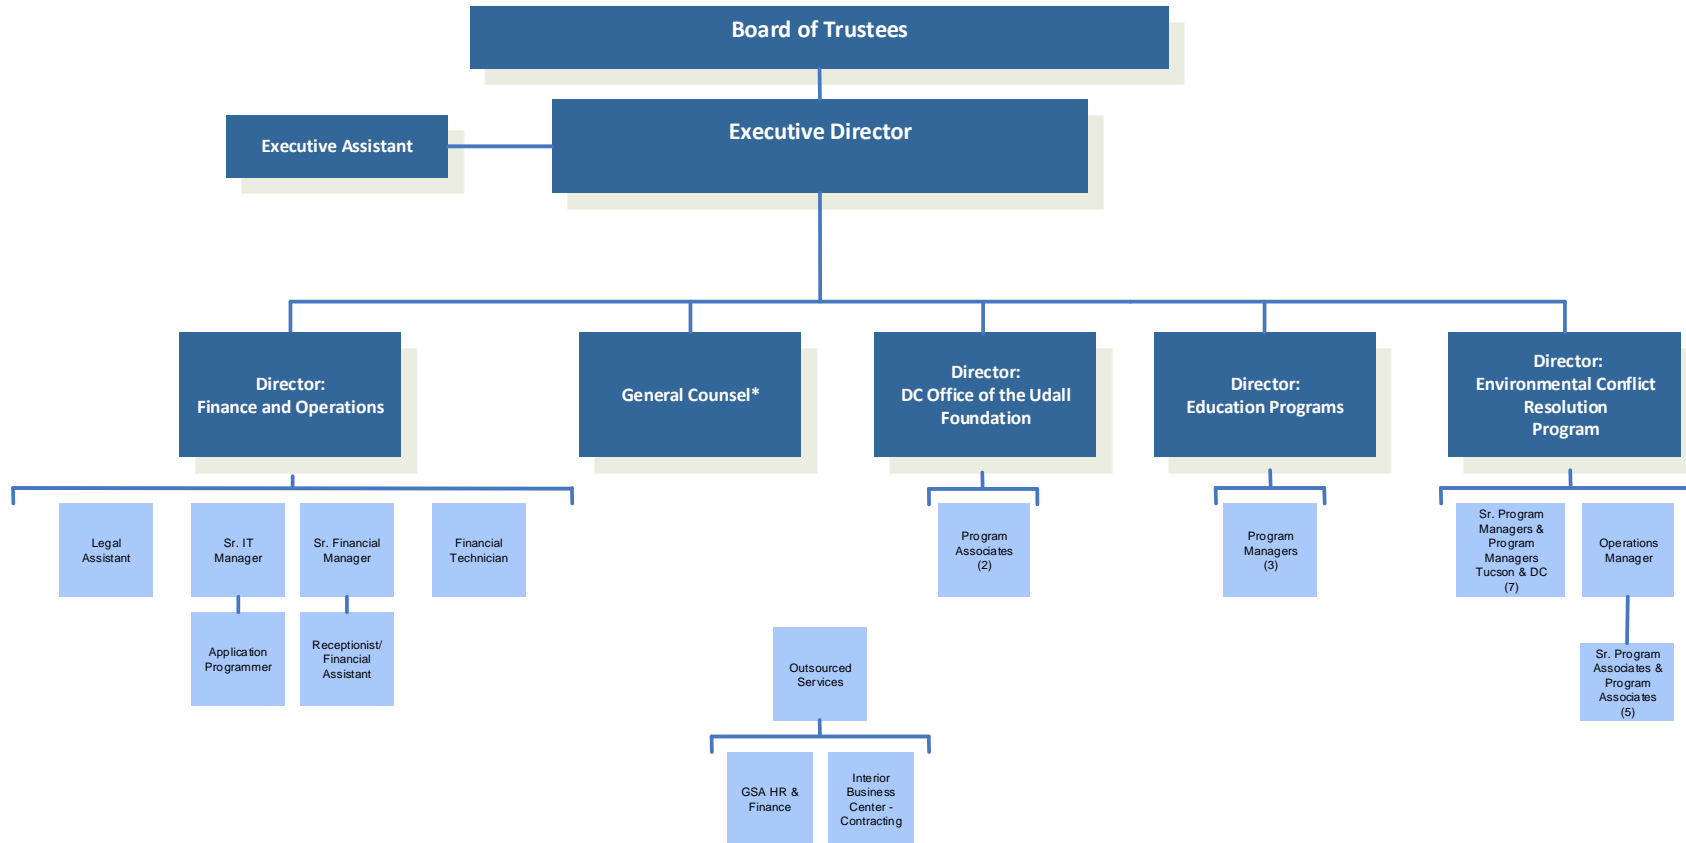 Board of Trustees
Executive Director
Executive Assistant
Director:
Finance and Operations
General Counsel*
Director:
DC Office of the Udall
Foundation
Director:
Education Programs
Director:
Environmental Conflict
Resolution
Program
Legal
Assistant
Sr. IT
Manager
Sr. Financial
Manager
Financial
Technician
Program
Associates
(2)
Program
Managers
(3)
Sr. Program
Managers &
Program
Managers
Tucson & DC
(7)
Operations
Manager
Application
Programmer
Receptionist/
Financial
Assistant
Sr. Program
Associates &
Program
Associates
(5)
Outsourced
Services
GSA HR &
Finance
Interior
Business
Center -
Contracting